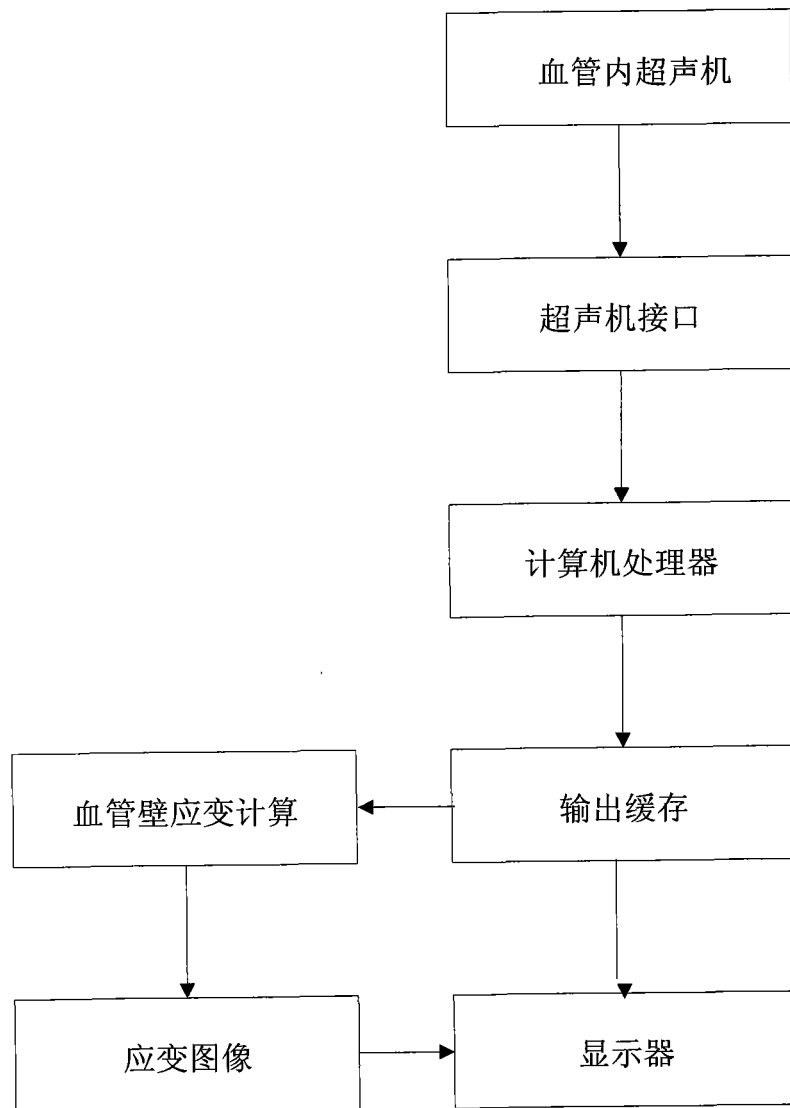 血管内超声机
超声机接口
计算机处理器
血管壁应变计算
输出缓存
应变图像
显示器